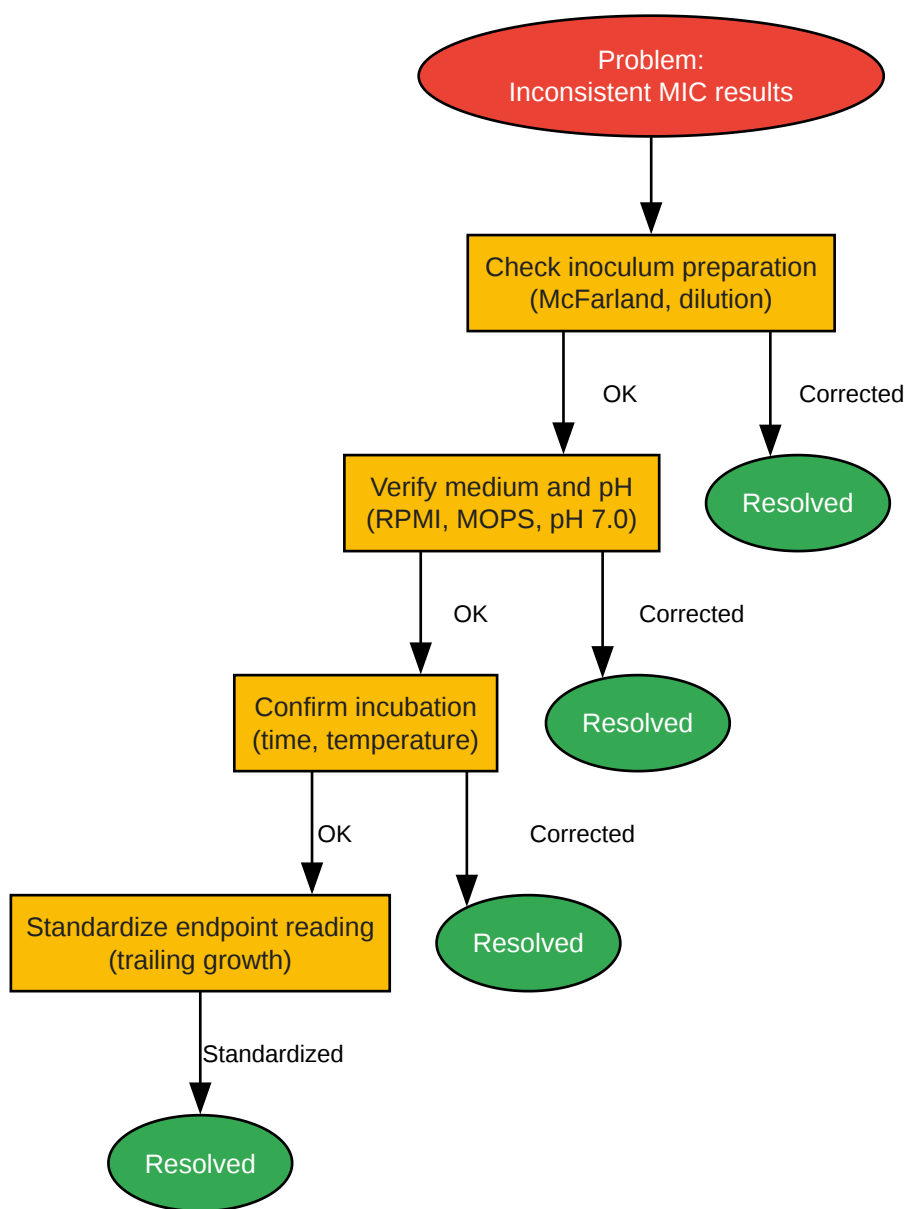 Problem:
Inconsistent MIC results
Check inoculum preparation
(McFarland, dilution)
OK
Corrected
Verify medium and pH
(RPMI, MOPS, pH 7.0)
Resolved
OK
Corrected
Confirm incubation
(time, temperature)
Resolved
OK
Corrected
Standardize endpoint reading
(trailing growth)
Resolved
Standardized
Resolved